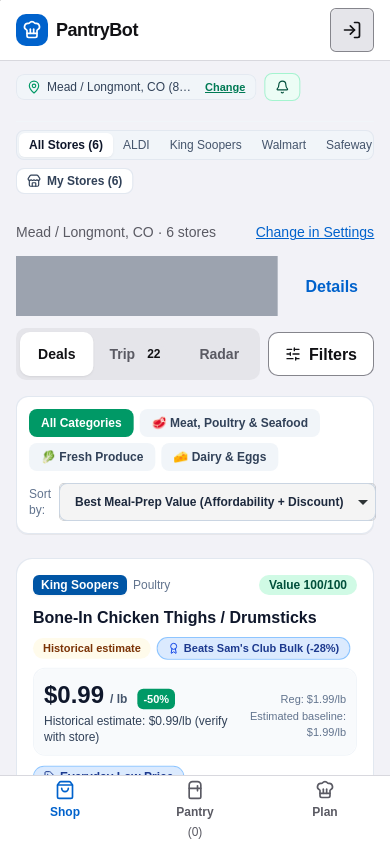 PantryBot
Mead / Longmont, CO (8… Change
All Stores (6) ALDI King Soopers Walmart Safeway
My Stores (6)
Mead / Longmont, CO · 6 stores Change in Settings
Details
Deals Trip 22 Radar Filters
All Categories 🥩 Meat, Poultry & Seafood
🥬 Fresh Produce 🧀 Dairy & Eggs
Sort by: Best Meal-Prep Value (Affordability + Discount)
King Soopers Poultry Value 100/100
Bone-In Chicken Thighs / Drumsticks
Historical estimate Beats Sam's Club Bulk (-28%)
$0.99 / lb -50%
Historical estimate: $0.99/lb (verify
with store)
Reg: $1.99/lb
Estimated baseline:
$1.99/lb
Everyday Low Price
Shop Pantry Plan
(0)